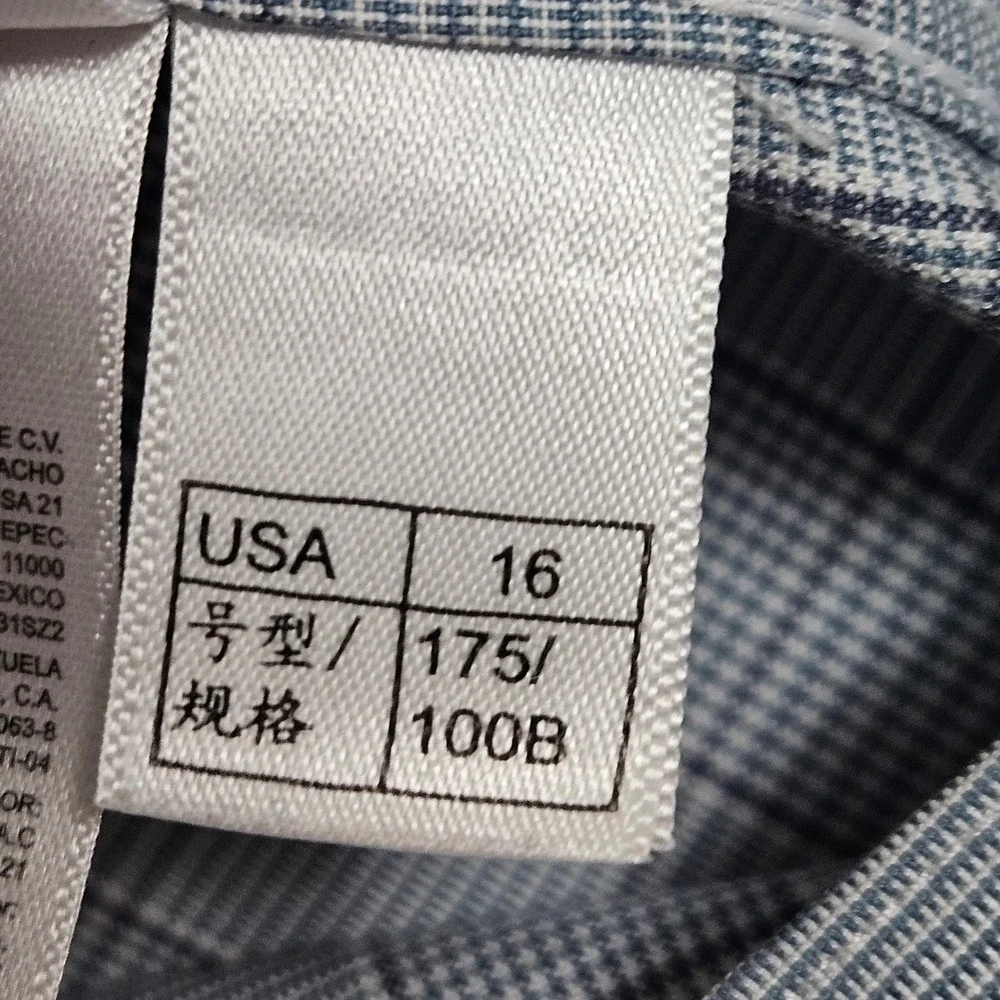 E C.V.
ACHO
SA 21
EPEC
11000
EXICO
31SZ2
ZUELA
, C.A.
063-8
TI-04
OR:
A.C
21
USA 16
号型/ 175/
规格 100B